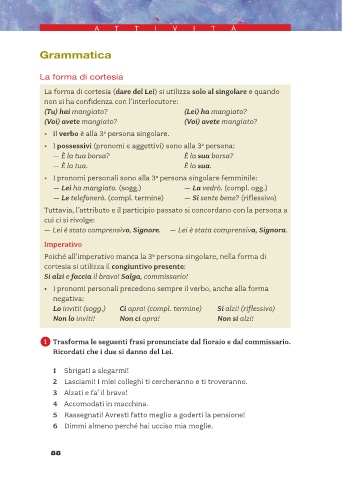 ATTIVITÀ
Grammatica
La forma di cortesia
La forma di cortesia (dare del Lei) si utilizza solo al singolare e quando
non si ha confidenza con l'interlocutore:
(Tu) hai mangiato? (Lei) ha mangiato?
(Voi) avete mangiato? (Voi) avete mangiato?
• Il verbo è alla 3ª persona singolare.
• I possessivi (pronomi e aggettivi) sono alla 3ª persona:
— È la tua borsa? È la sua borsa?
— È la tua. È la sua.
• I pronomi personali sono alla 3ª persona singolare femminile:
— Lei ha mangiato. (sogg.) — La vedrò. (compl. ogg.)
— Le telefonerò. (compl. termine) — Si sente bene? (riflessivo)
Tuttavia, l'attributo e il participio passato si concordano con la persona a
cui ci si rivolge:
— Lei è stato comprensivo, Signore. — Lei è stata comprensiva, Signora.
Imperativo
Poiché all'imperativo manca la 3ª persona singolare, nella forma di
cortesia si utilizza il congiuntivo presente:
Si alzi e faccia il bravo! Salga, commissario!
• I pronomi personali precedono sempre il verbo, anche alla forma
negativa:
Lo inviti! (sogg.) Ci apra! (compl. termine) Si alzi! (riflessivo)
Non lo inviti! Non ci apra! Non si alzi!
1 Trasforma le seguenti frasi pronunciate dal fioraio e dal commissario.
Ricordati che i due si danno del Lei.
1 Sbrigati a slegarmi!
2 Lasciami! I miei colleghi ti cercheranno e ti troveranno.
3 Alzati e fa' il bravo!
4 Accomodati in macchina.
5 Rassegnati! Avresti fatto meglio a goderti la pensione!
6 Dimmi almeno perché hai ucciso mia moglie.
88